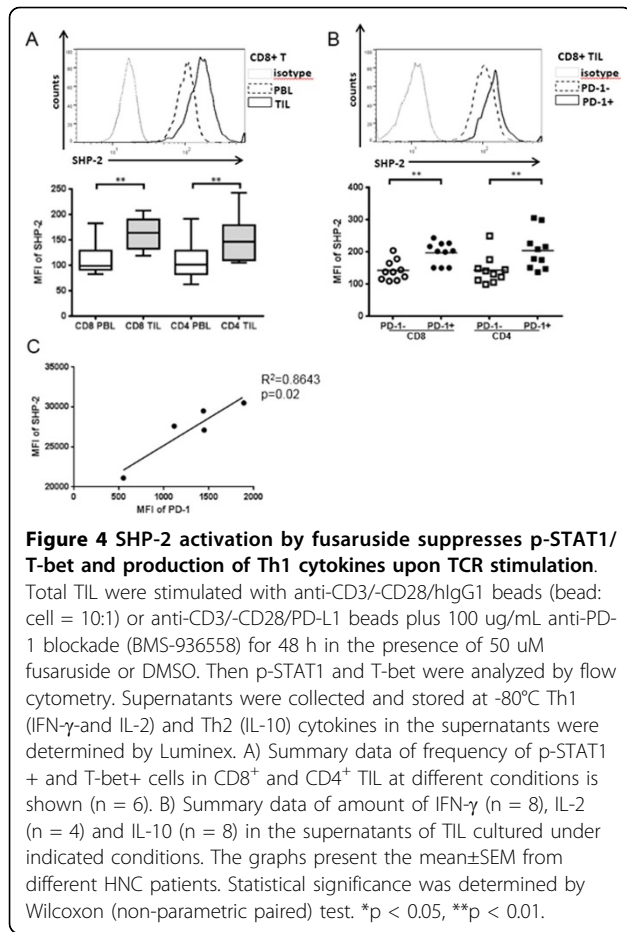 A
B
CD8+ T
isotype
PBL
TIL
counts
100
80
60
40
20
0
SHP-2
CD8+ TIL
isotype
PD-1-
PD-1+
counts
SHP-2
**
**
MFI of SHP-2
250
200
150
100
50
0
CD8 PBL
CD8 TIL
CD4 PBL
CD4 TIL
**
**
MFI of SHP-2
400
300
200
100
0
PD-1-
PD-1+
PD-1-
PD-1+
CD8
CD4
C
R²=0.8643
p=0.02
MFI of SHP-2
35000
30000
25000
20000
0
500
1000
1500
2000
MFI of PD-1
Figure 4 SHP-2 activation by fusaruside suppresses p-STAT1/
T-bet and production of Th1 cytokines upon TCR stimulation.
Total TIL were stimulated with anti-CD3/-CD28/hIgG1 beads (bead:
cell = 10:1) or anti-CD3/-CD28/PD-L1 beads plus 100 ug/mL anti-PD-
1 blockade (BMS-936558) for 48 h in the presence of 50 uM
fusaruside or DMSO. Then p-STAT1 and T-bet were analyzed by flow
cytometry. Supernatants were collected and stored at -80°C Th1
(IFN-γ-and IL-2) and Th2 (IL-10) cytokines in the supernatants were
determined by Luminex. A) Summary data of frequency of p-STAT1
+ and T-bet+ cells in CD8⁺ and CD4⁺ TIL at different conditions is
shown (n = 6). B) Summary data of amount of IFN-γ (n = 8), IL-2
(n = 4) and IL-10 (n = 8) in the supernatants of TIL cultured under
indicated conditions. The graphs present the mean±SEM from
different HNC patients. Statistical significance was determined by
Wilcoxon (non-parametric paired) test. *p < 0.05, **p < 0.01.